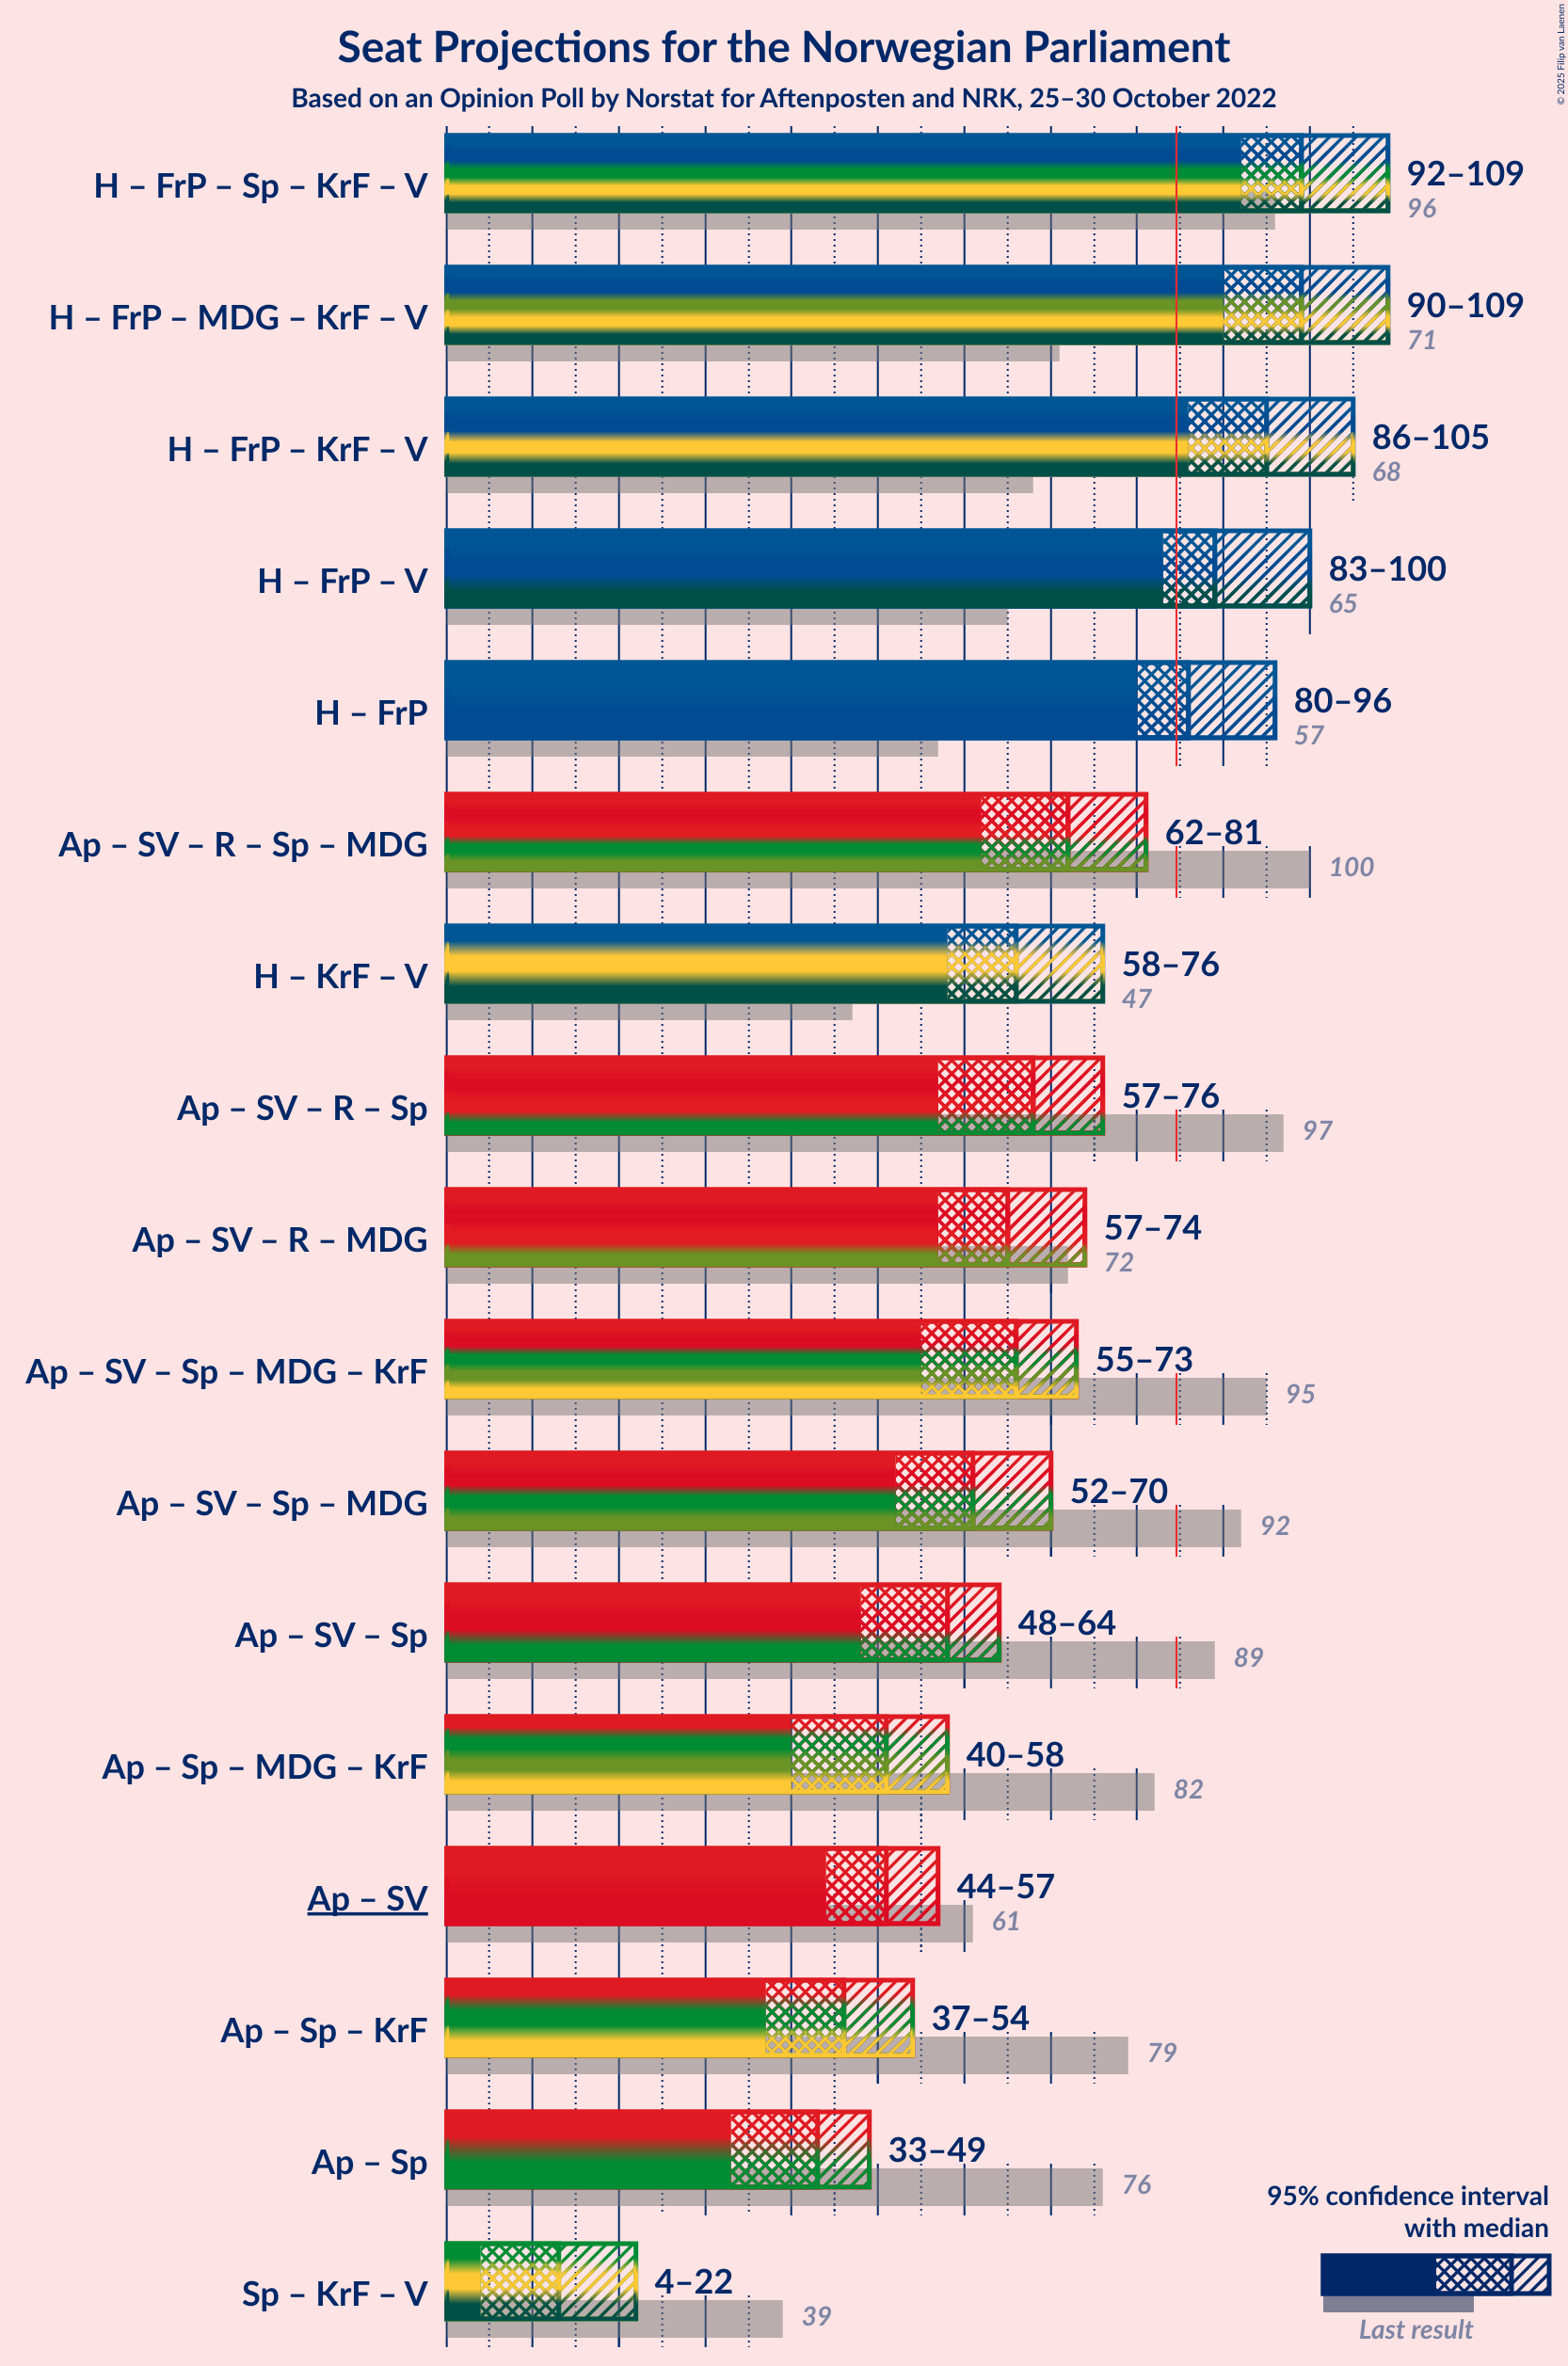 Seat Projections for the Norwegian Parliament
Based on an Opinion Poll by Norstat for Aftenposten and NRK, 25–30 October 2022
© 2025 Filip van Laenen
H – FrP – Sp – KrF – V
92–109
96
H – FrP – MDG – KrF – V
90–109
71
H – FrP – KrF – V
86–105
68
H – FrP – V
83–100
65
H – FrP
80–96
57
Ap – SV – R – Sp – MDG
62–81
100
H – KrF – V
58–76
47
Ap – SV – R – Sp
57–76
97
Ap – SV – R – MDG
57–74
72
Ap – SV – Sp – MDG – KrF
55–73
95
Ap – SV – Sp – MDG
52–70
92
Ap – SV – Sp
48–64
89
Ap – Sp – MDG – KrF
40–58
82
Ap – SV
44–57
61
Ap – Sp – KrF
37–54
79
Ap – Sp
33–49
76
Sp – KrF – V
4–22
39
95% confidence interval
with median
Last result